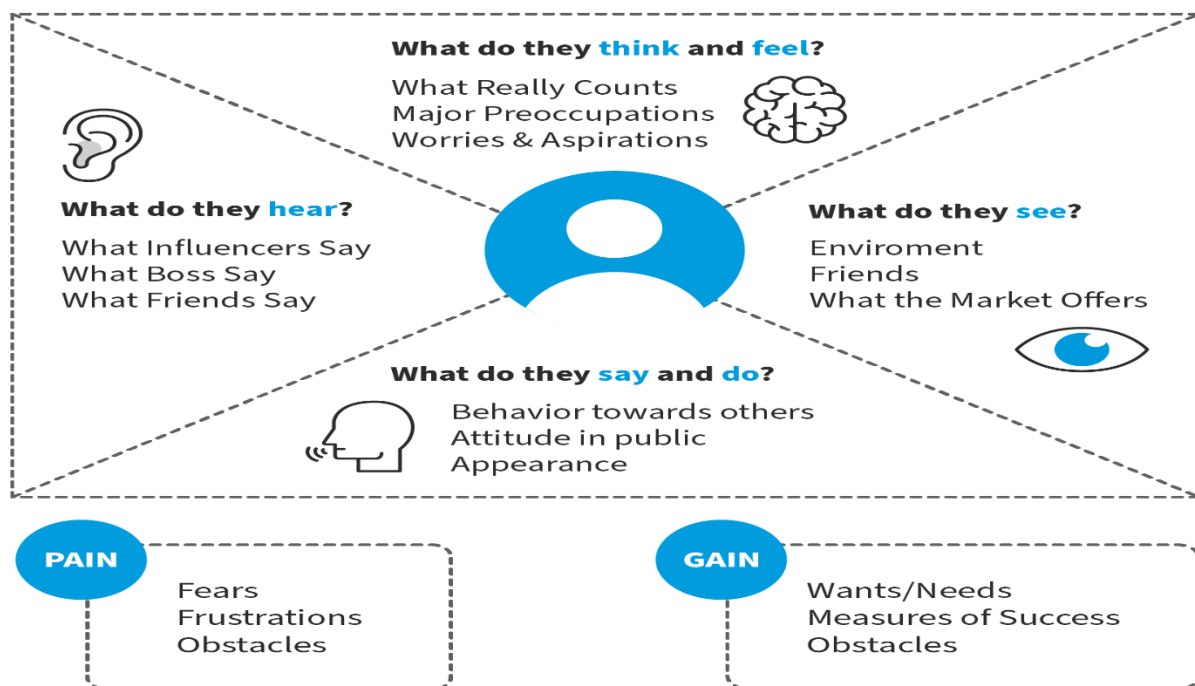 What do they think and feel?
What Really Counts
Major Preoccupations
Worries & Aspirations
What do they hear?
What Influencers Say
What Boss Say
What Friends Say
What do they see?
Enviroment
Friends
What the Market Offers
What do they say and do?
Behavior towards others
Attitude in public
Appearance
PAIN
Fears
Frustrations
Obstacles
GAIN
Wants/Needs
Measures of Success
Obstacles